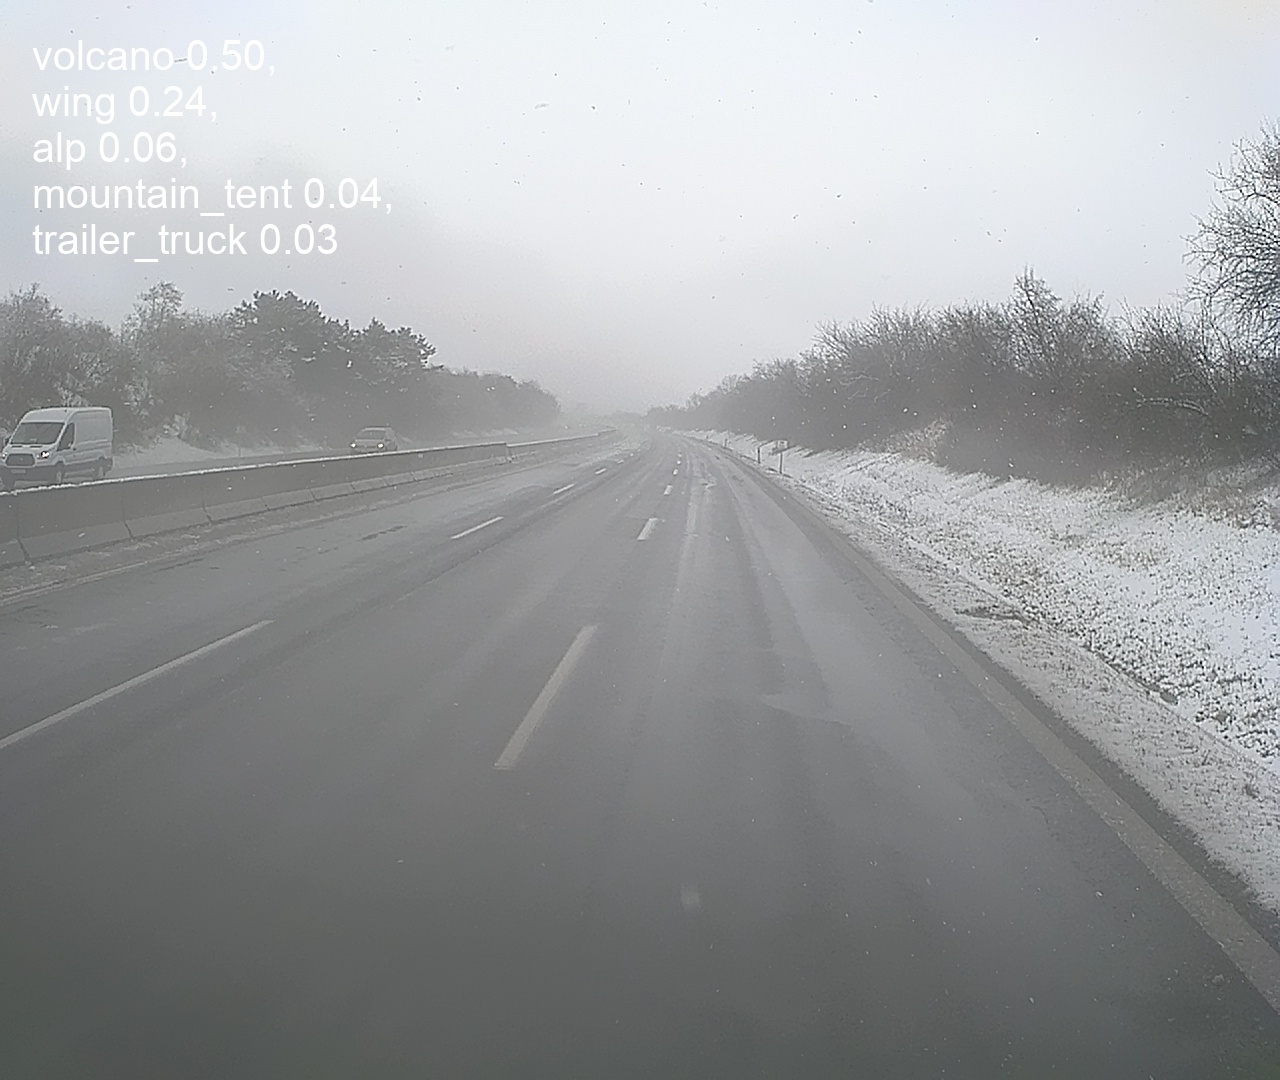 volcano 0.50,
wing 0.24,
alp 0.06,
mountain_tent 0.04,
trailer_truck 0.03